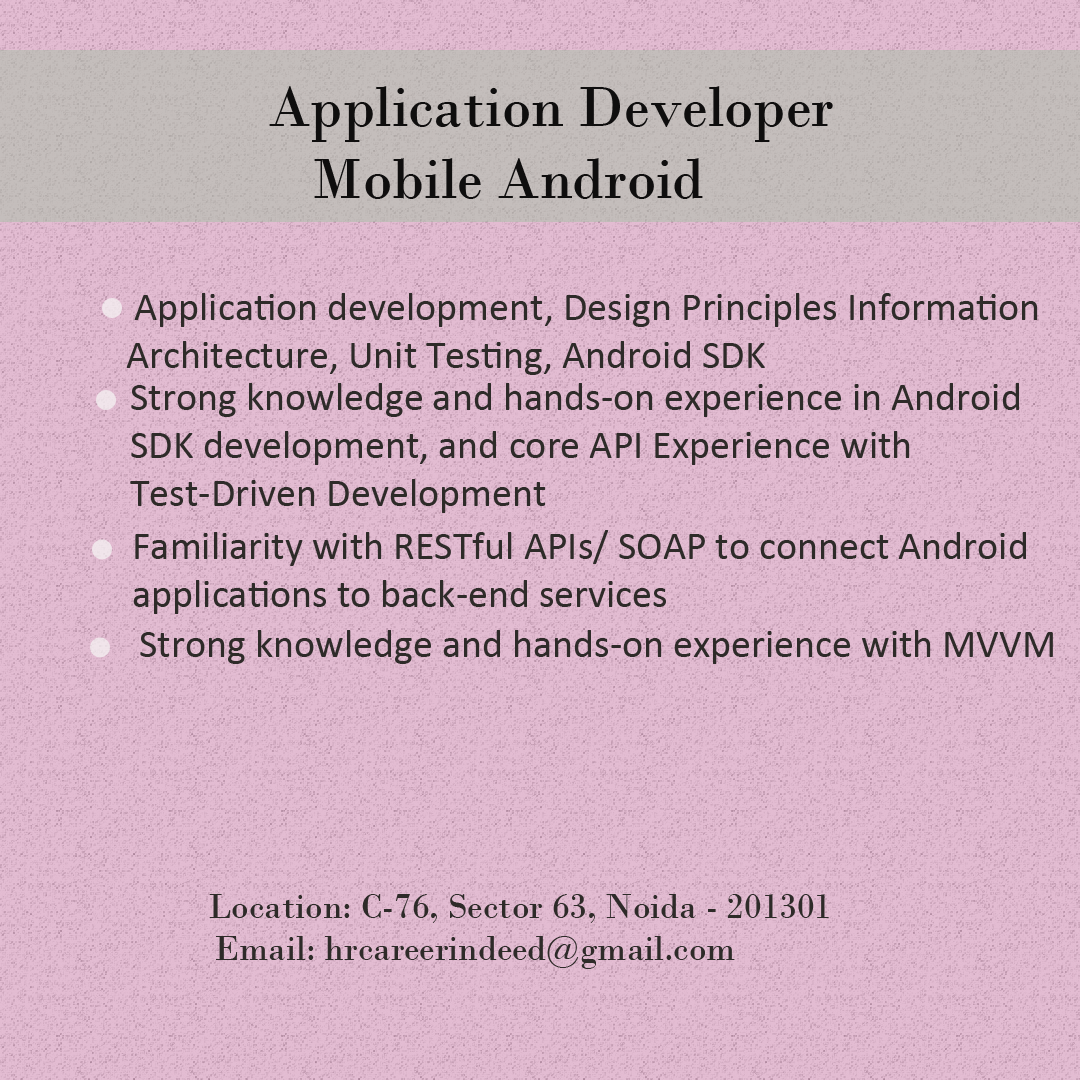 Application Developer
Mobile Android
Application development, Design Principles Information
Architecture, Unit Testing, Android SDK
Strong knowledge and hands-on experience in Android
SDK development, and core API Experience with
Test-Driven Development
Familiarity with RESTful APIs/ SOAP to connect Android
applications to back-end services
Strong knowledge and hands-on experience with MVVM
Location: C-76, Sector 63, Noida - 201301
Email: hrcareerindeed@gmail.com